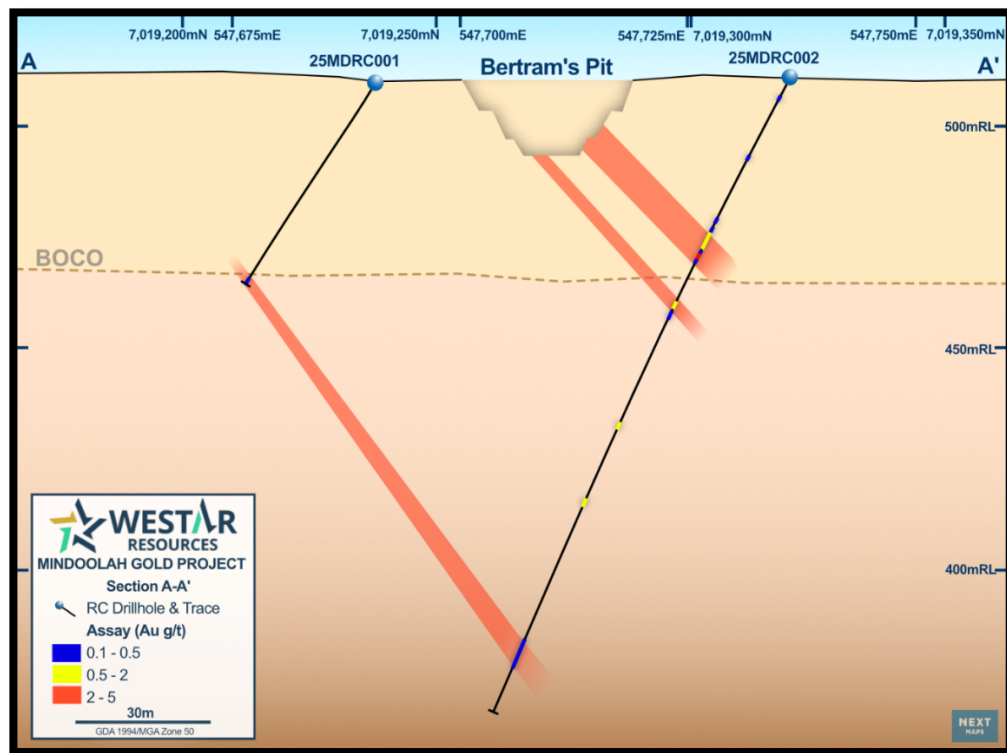 7,019,200mN
547,675mE
7,019,250mN
547,700mE
547,725mE
7,019,300mN
547,750mE
7,019,350mN
A
25MDRC001
Bertram's Pit
25MDRC002
A'
500mRL
BOCO
450mRL
400mRL
WESTAR
RESOURCES
MINDOOLAH GOLD PROJECT
Section A-A'
RC Drillhole & Trace
Assay (Au g/t)
0.1 - 0.5
0.5 - 2
2 - 5
30m
GDA 1994/MGA Zone 50
NEXT
MAPS